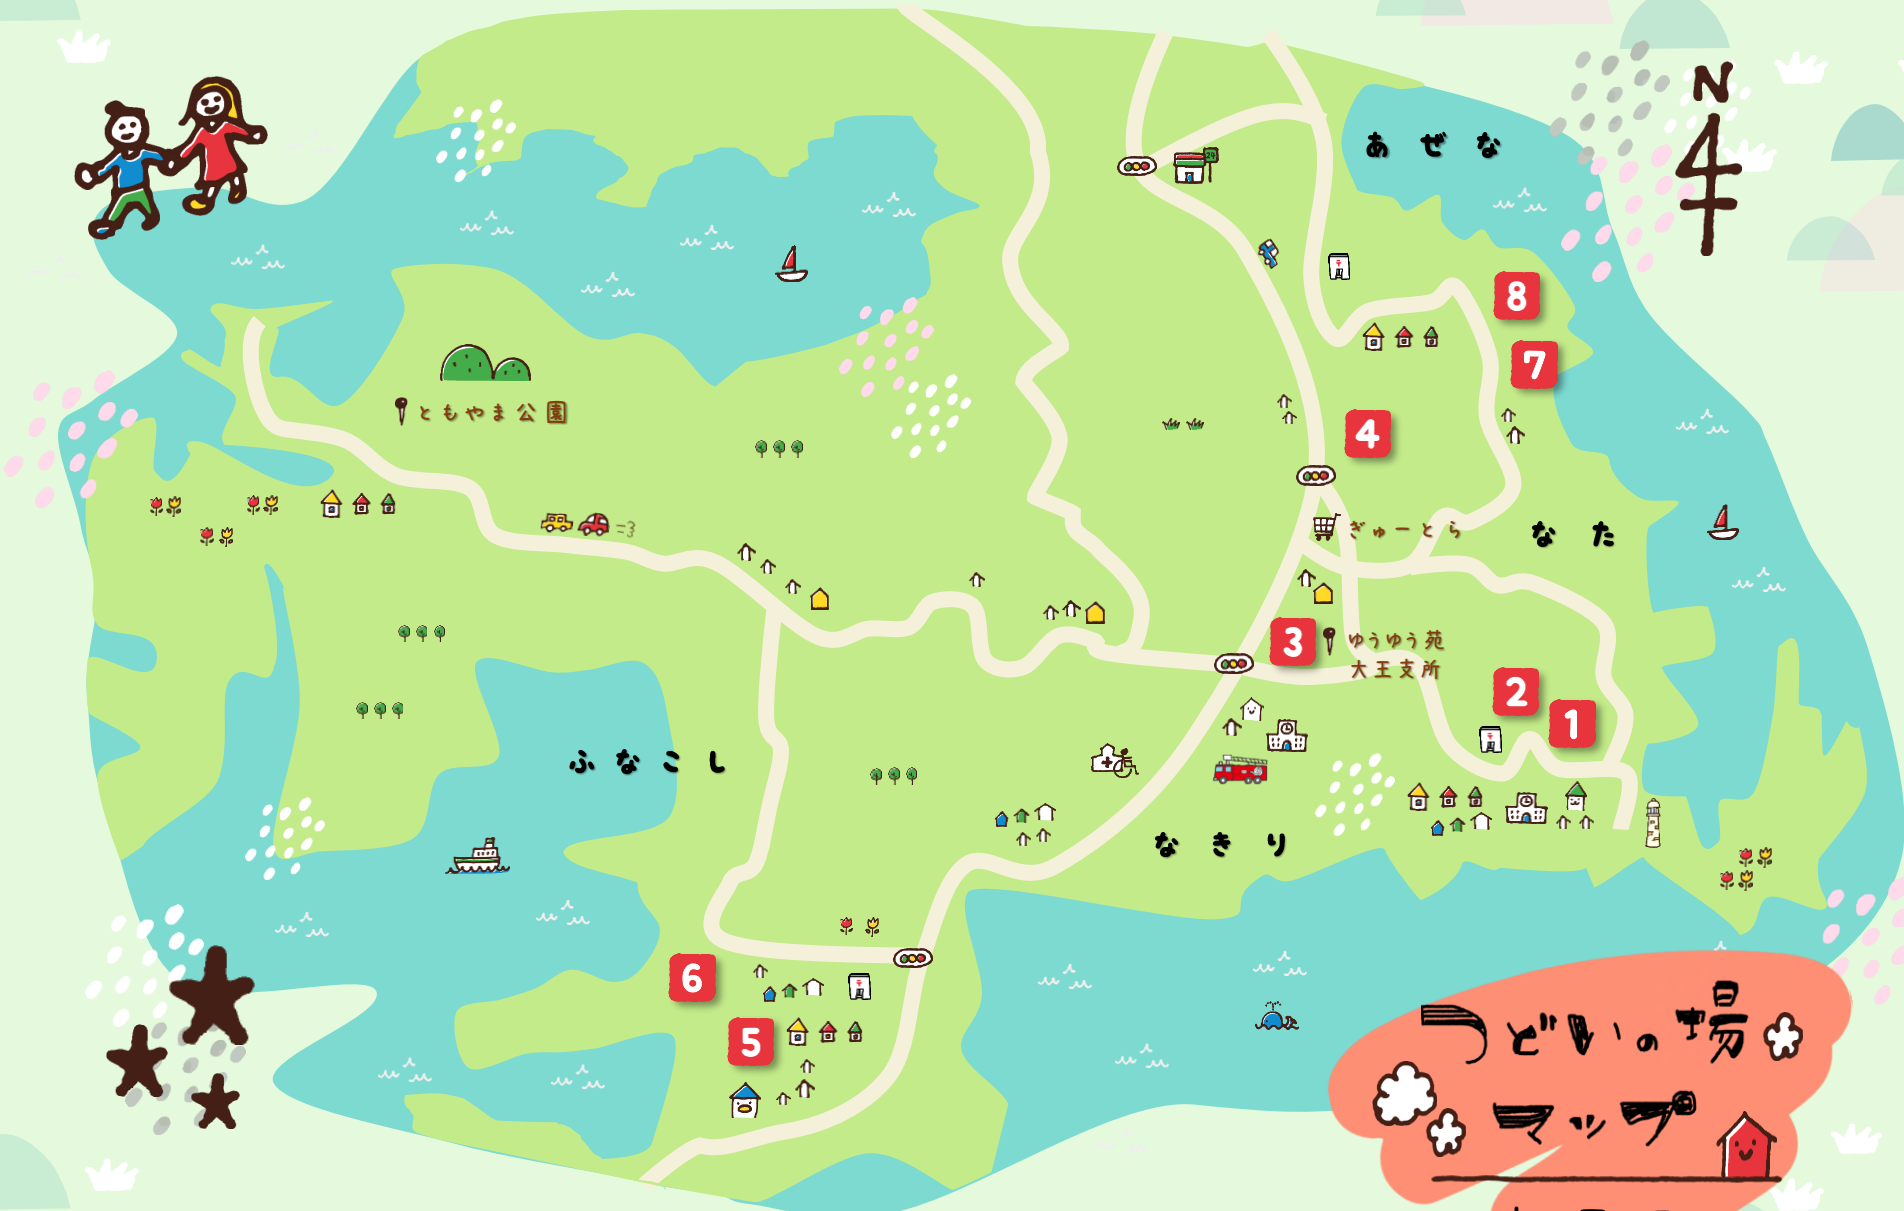 N
24
あぜな
8
7
ともやま公園
4
ぎゅーとら
なた
3
ゆうゆう苑
大王支所
2
1
ふなこし
なきり
6
5
つどいの場
マップ